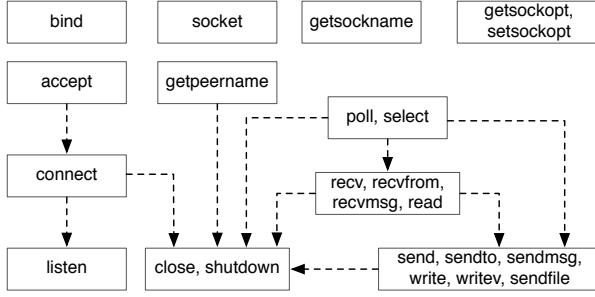 bind
socket
getsockname
getsockopt,
setsockopt
accept
getpeername
poll, select
connect
recv, recvfrom,
recvmsg, read
listen
close, shutdown
send, sendto, sendmsg,
write, writev, sendfile